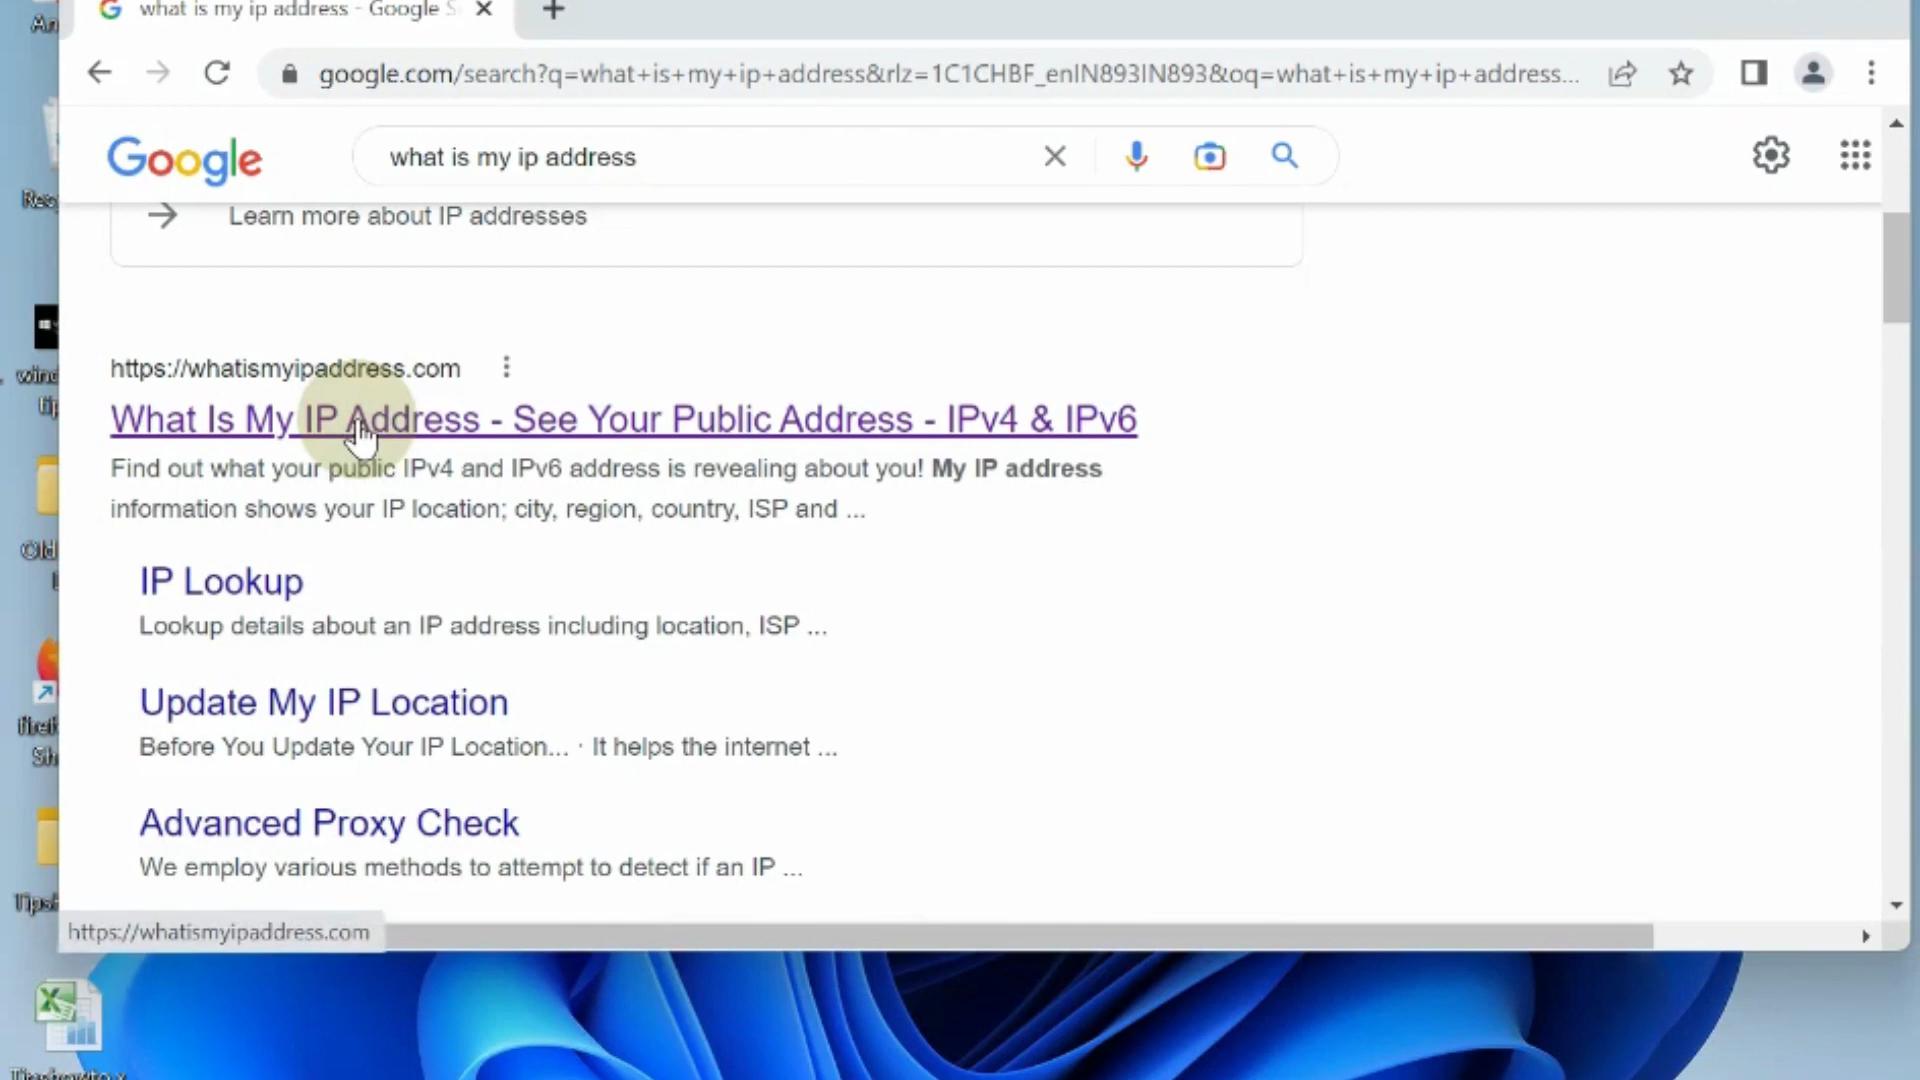 what is my ip address - Google S
google.com/search?q=what+is+my+ip+address&rlz=1C1CHBF_enIN893IN893&oq=what+is+my+ip+address...
Google
what is my ip address
Learn more about IP addresses
https://whatismyipaddress.com
What Is My IP Address - See Your Public Address - IPv4 & IPv6
Find out what your public IPv4 and IPv6 address is revealing about you! My IP address
information shows your IP location; city, region, country, ISP and ...
IP Lookup
Lookup details about an IP address including location, ISP ...
Update My IP Location
Before You Update Your IP Location... · It helps the internet ...
Advanced Proxy Check
We employ various methods to attempt to detect if an IP ...
https://whatismyipaddress.com
Old